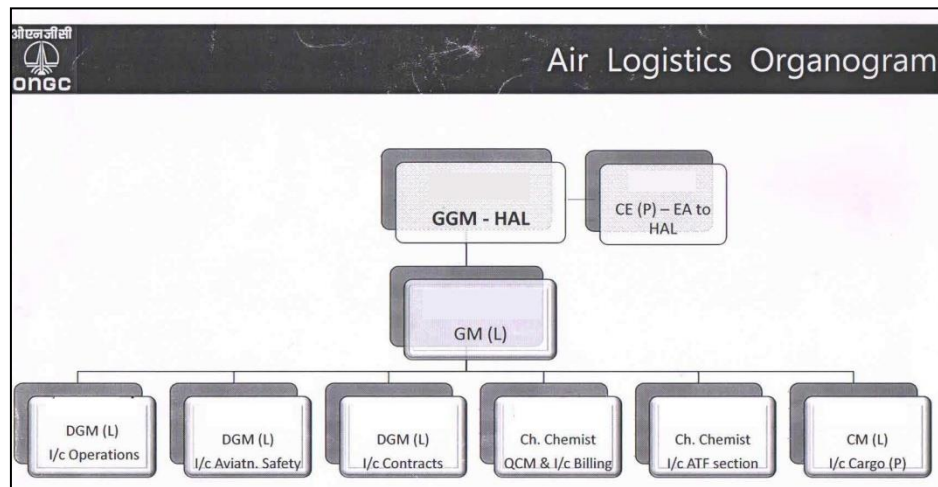 ओएनजीसी
ongc
Air Logistics Organogram
GGM - HAL
CE (P) – EA to
HAL
GM (L)
DGM (L)
I/c Operations
DGM (L)
I/c Aviatn. Safety
DGM (L)
I/c Contracts
Ch. Chemist
QCM & I/c Billing
Ch. Chemist
I/c ATF section
CM (L)
I/c Cargo (P)